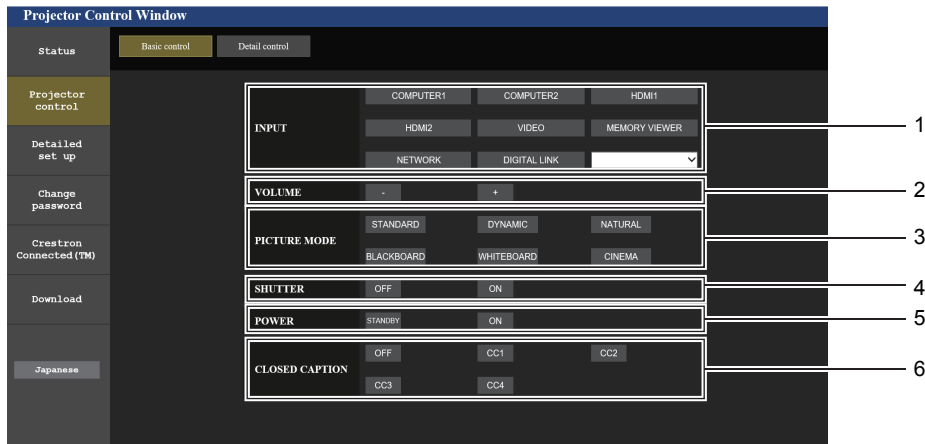 Projector Control Window
Status
Basic control
Detail control
Projector
control
Detailed
set up
Change
password
Crestron
Connected(TM)
Download
Japanese
INPUT
COMPUTER1 COMPUTER2 HDMI1
HDMI2 VIDEO MEMORY VIEWER
NETWORK DIGITAL LINK
1
VOLUME - +
2
PICTURE MODE
STANDARD DYNAMIC NATURAL
BLACKBOARD WHITEBOARD CINEMA
3
SHUTTER OFF ON
4
POWER STANDBY ON
5
CLOSED CAPTION
OFF CC1 CC2
CC3 CC4
6